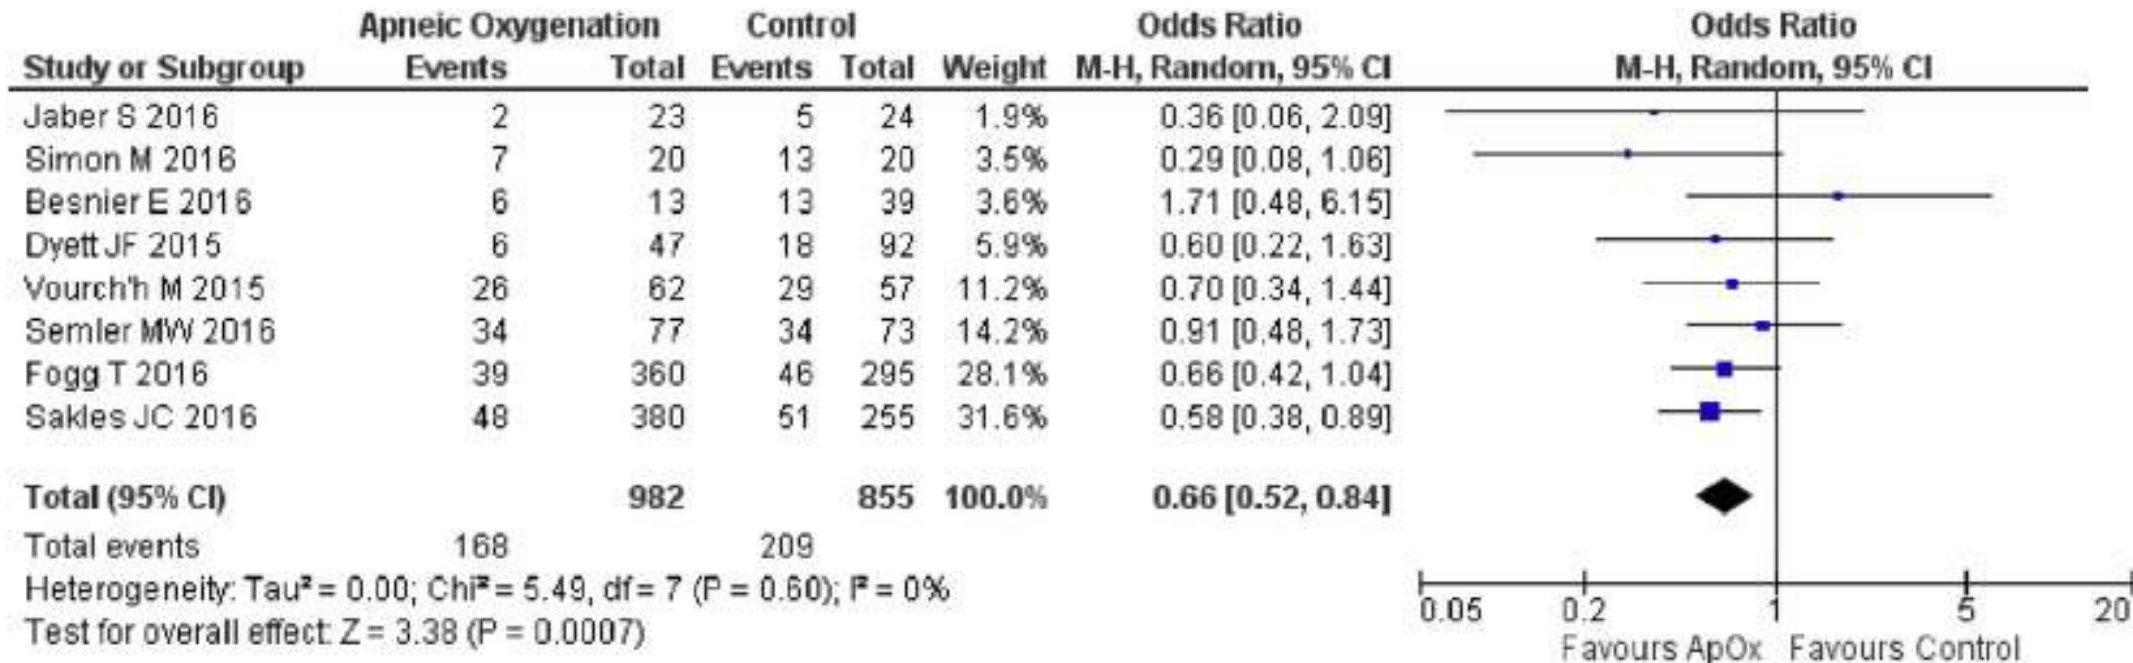 Apneic Oxygenation Control Odds Ratio Odds Ratio
Study or Subgroup Events Total Events Total Weight M-H, Random, 95% CI M-H, Random, 95% CI
Jaber S 2016 2 23 5 24 1.9% 0.36 [0.06, 2.09]
Simon M 2016 7 20 13 20 3.5% 0.29 [0.08, 1.06]
Besnier E 2016 6 13 13 39 3.6% 1.71 [0.48, 6.15]
Dyett JF 2015 6 47 18 92 5.9% 0.60 [0.22, 1.63]
Vourc'h M 2015 26 62 29 57 11.2% 0.70 [0.34, 1.44]
Semler MW 2016 34 77 34 73 14.2% 0.91 [0.48, 1.73]
Fogg T 2016 39 360 46 295 28.1% 0.66 [0.42, 1.04]
Sakles JC 2016 48 380 51 255 31.6% 0.58 [0.38, 0.89]
Total (95% CI) 982 855 100.0% 0.66 [0.52, 0.84]
Total events 168 209
Heterogeneity: Tau² = 0.00; Chi² = 5.49, df = 7 (P = 0.60); I² = 0%
Test for overall effect: Z = 3.38 (P = 0.0007)
0.05 0.2 1 5 20
Favours ApOx Favours Control